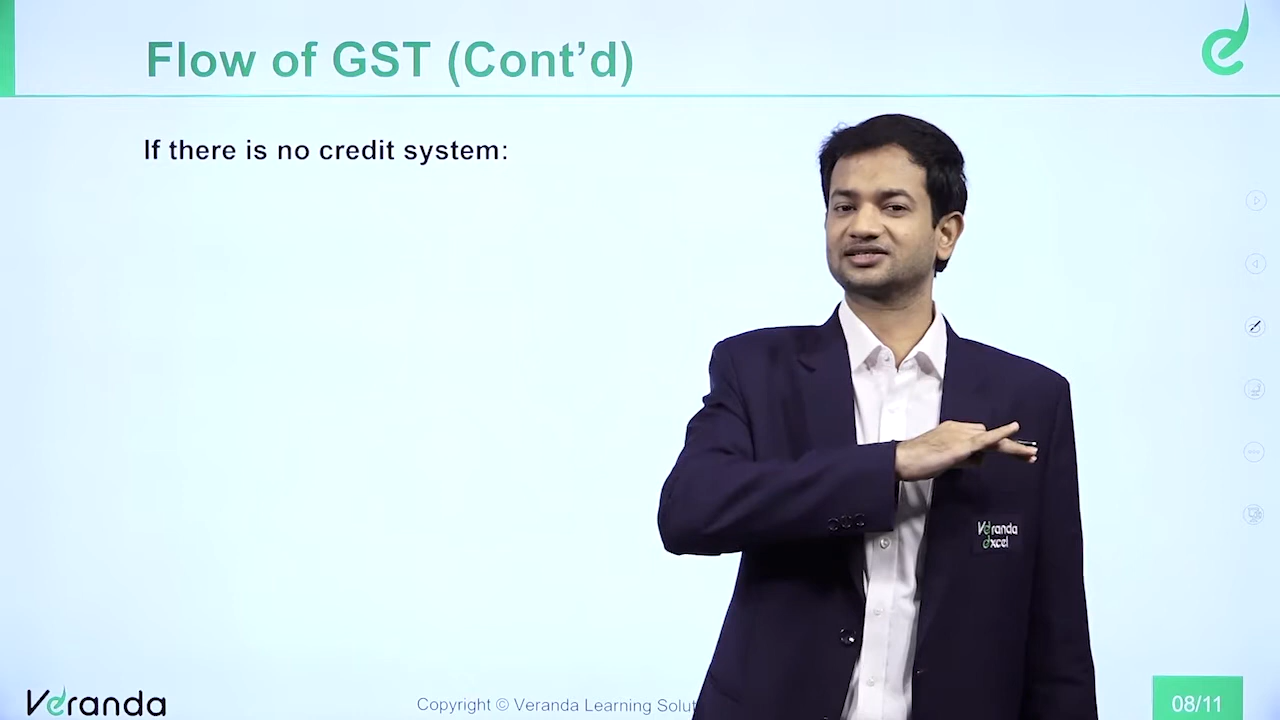 Flow of GST (Cont’d)
If there is no credit system:
Veranda
excel
Veranda
Copyright © Veranda Learning Solut
08/11